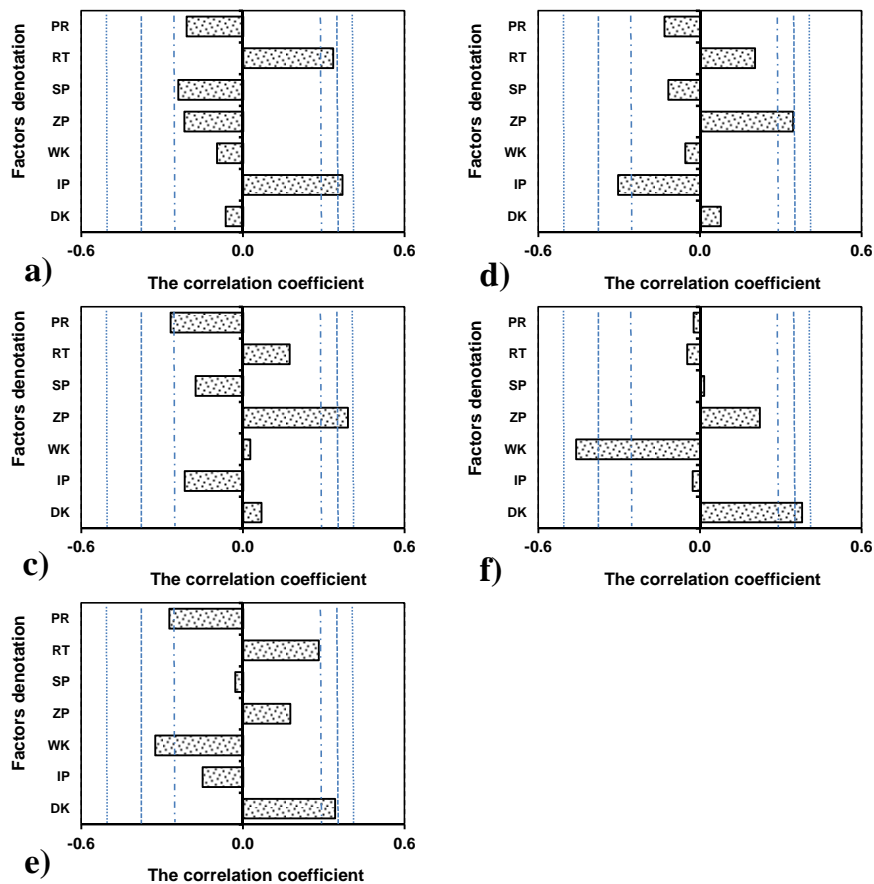 PR
RT
SP
ZP
WK
IP
DK
Factors denotation
-0.6 0.0 0.6
The correlation coefficient
a)
PR
RT
SP
ZP
WK
IP
DK
Factors denotation
-0.6 0.0 0.6
The correlation coefficient
d)
PR
RT
SP
ZP
WK
IP
DK
Factors denotation
-0.6 0.0 0.6
The correlation coefficient
c)
PR
RT
SP
ZP
WK
IP
DK
Factors denotation
-0.6 0.0 0.6
The correlation coefficient
f)
PR
RT
SP
ZP
WK
IP
DK
Factors denotation
-0.6 0.0 0.6
The correlation coefficient
e)